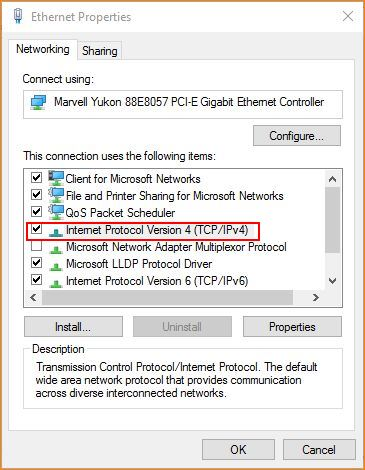 Ethernet Properties
Networking
Sharing
Connect using:
Marvell Yukon 88E8057 PCI-E Gigabit Ethernet Controller
Configure...
This connection uses the following items:
Client for Microsoft Networks
File and Printer Sharing for Microsoft Networks
QoS Packet Scheduler
Internet Protocol Version 4 (TCP/IPv4)
Microsoft Network Adapter Multiplexor Protocol
Microsoft LLDP Protocol Driver
Internet Protocol Version 6 (TCP/IPv6)
Install...
Uninstall
Properties
Description
Transmission Control Protocol/Internet Protocol. The default
wide area network protocol that provides communication
across diverse interconnected networks.
OK
Cancel